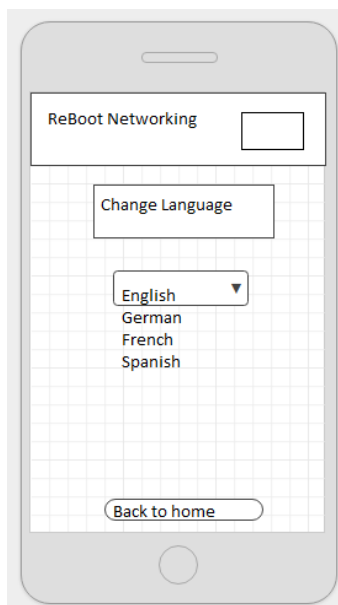 ReBoot Networking
Change Language
English
German
French
Spanish
Back to home